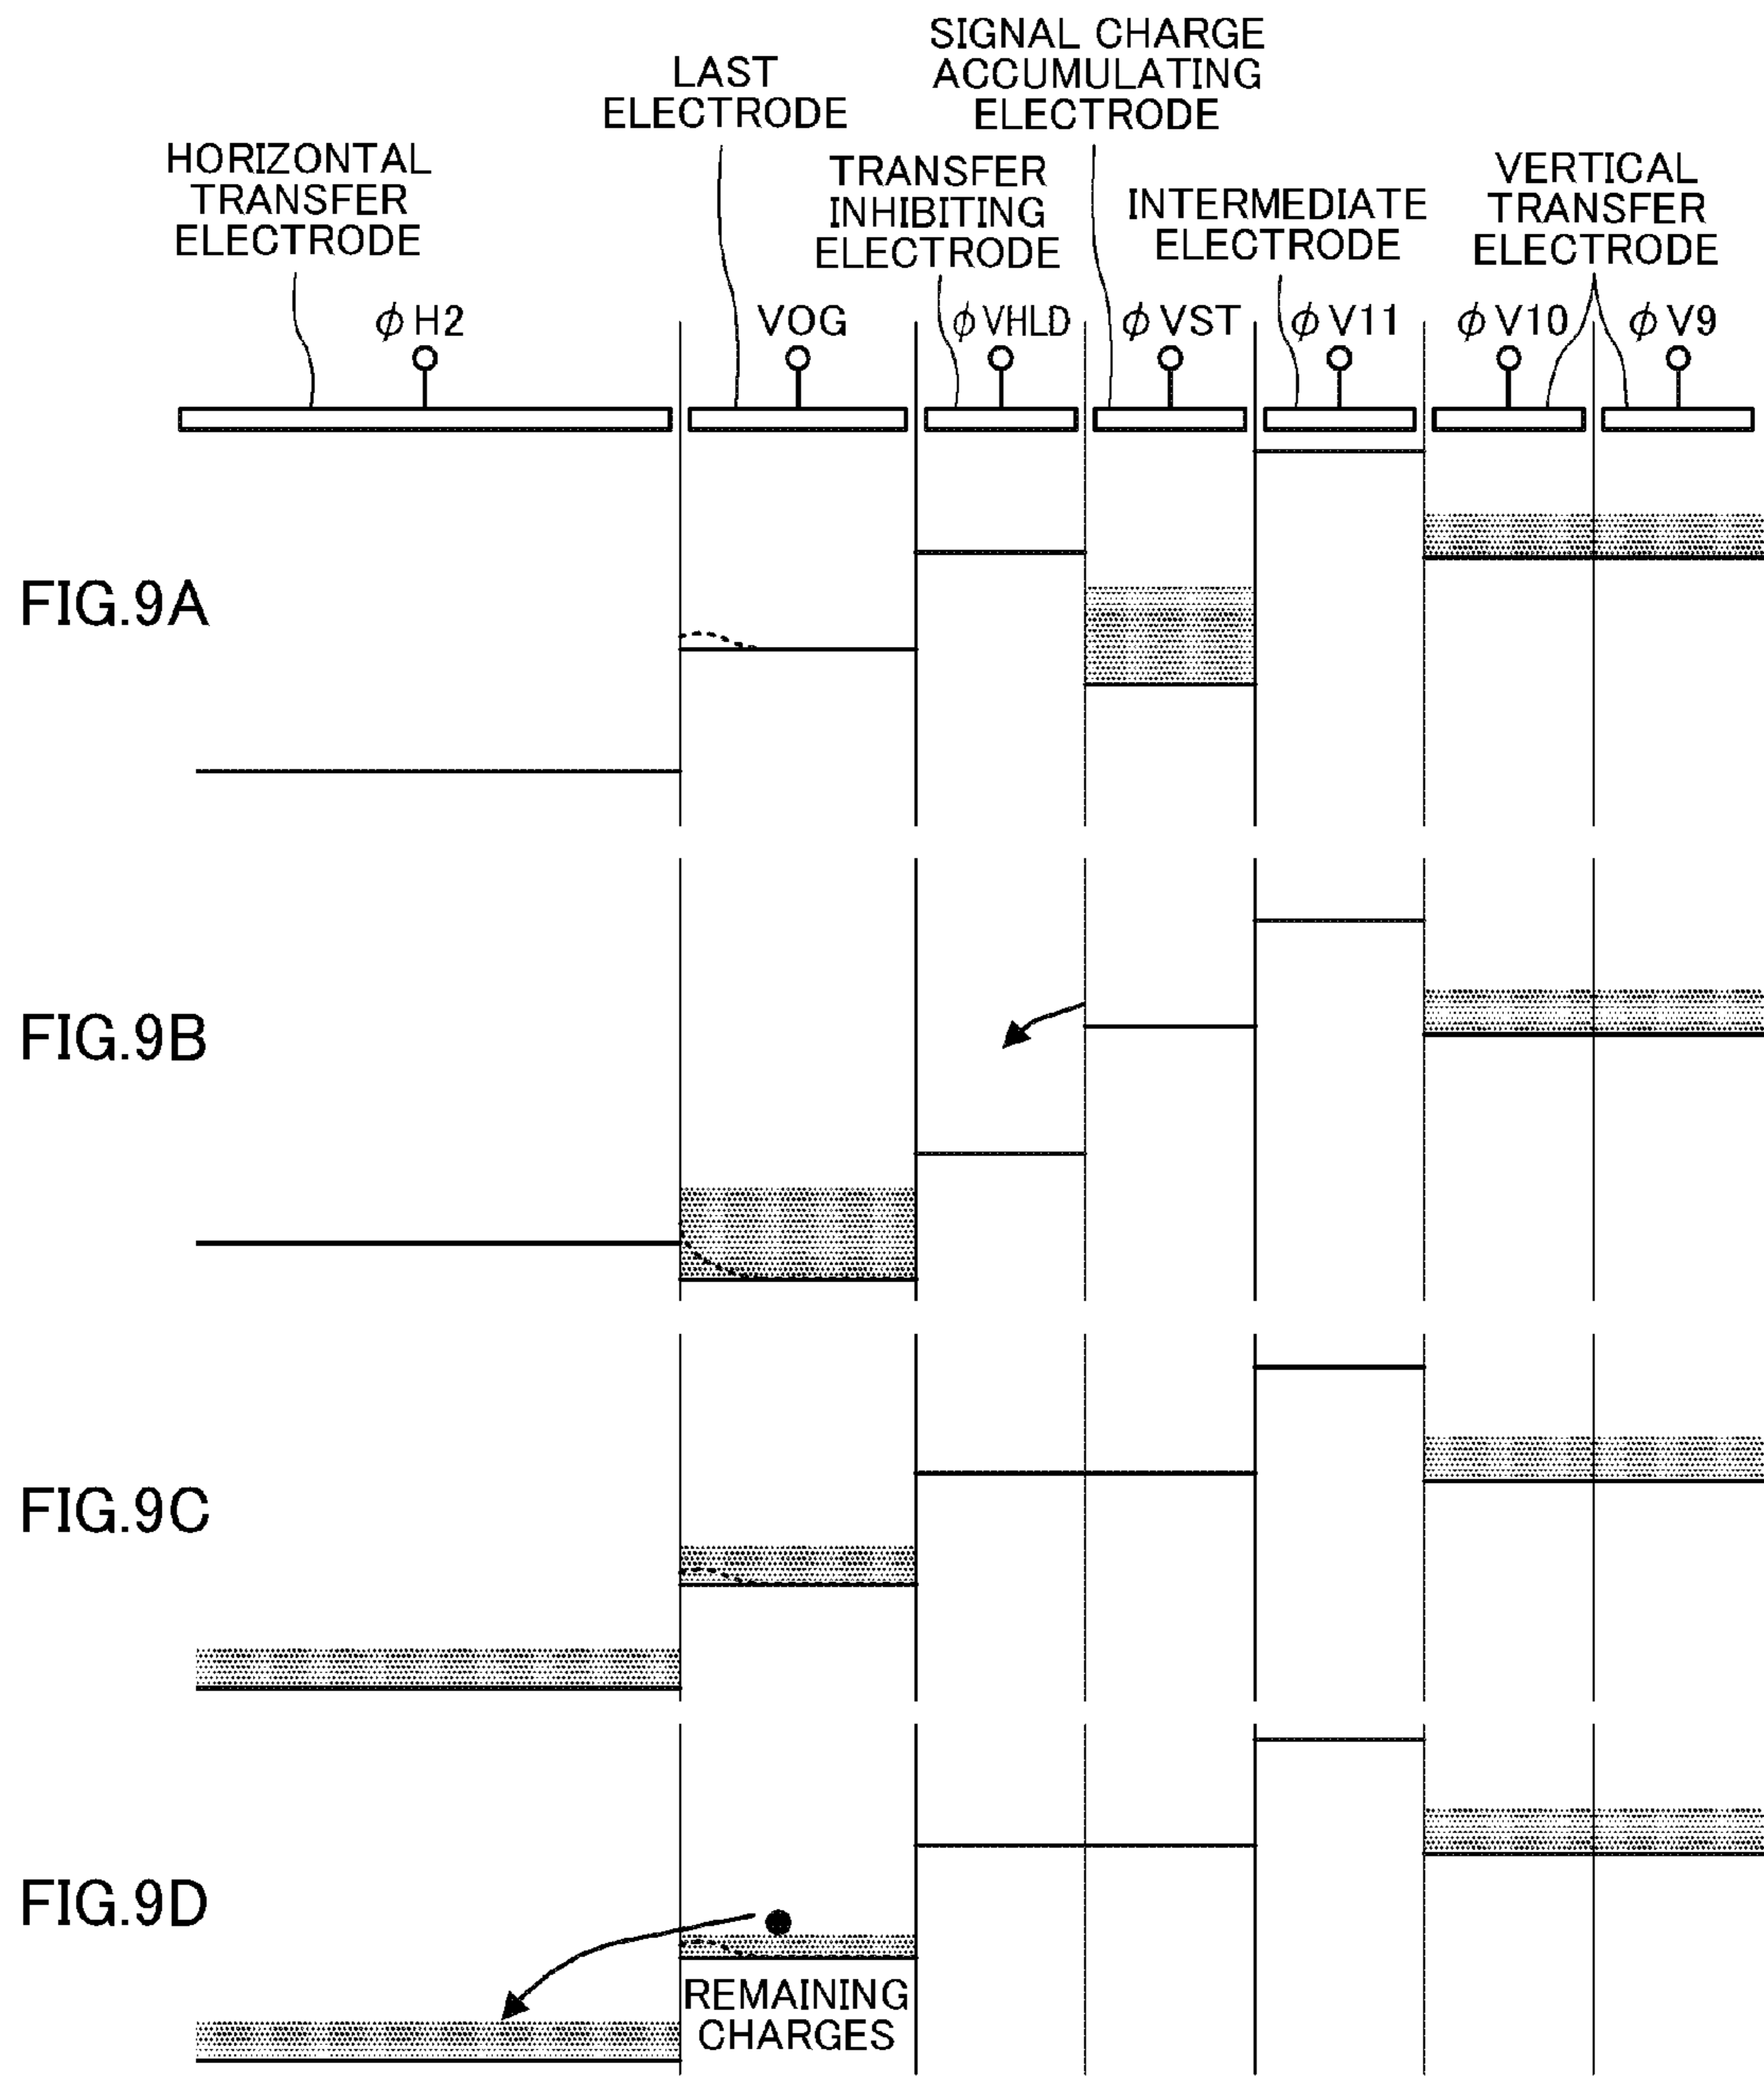 SIGNAL CHARGE
ACCUMULATING
ELECTRODE
LAST
ELECTRODE
HORIZONTAL
TRANSFER
ELECTRODE
TRANSFER
INHIBITING
ELECTRODE
INTERMEDIATE
ELECTRODE
VERTICAL
TRANSFER
ELECTRODE
φH2 VOG φVHLD φVST φV11 φV10 φV9
FIG.9A
FIG.9B
FIG.9C
FIG.9D
REMAINING
CHARGES